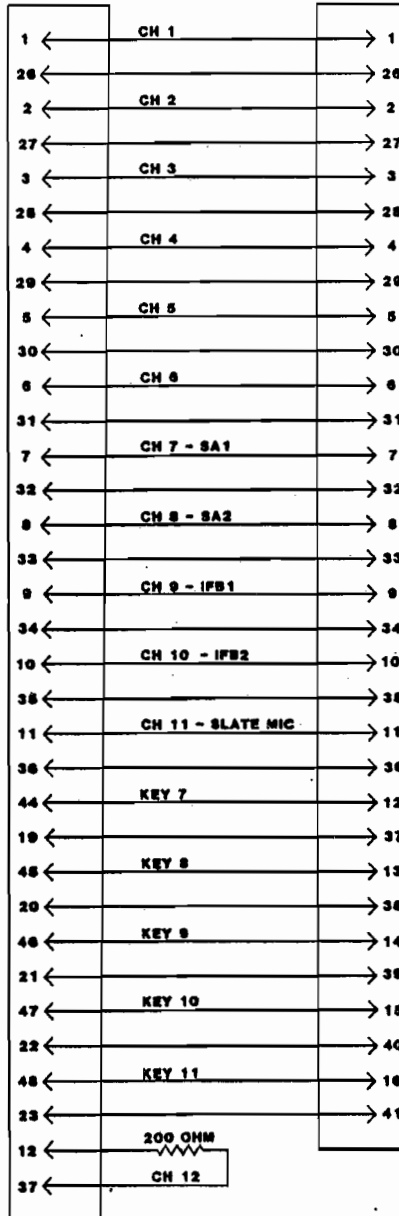 1 CH 1 1
26 26
2 CH 2 2
27 27
3 CH 3 3
28 28
4 CH 4 4
29 29
5 CH 5 5
30 30
6 CH 6 6
31 31
7 CH 7 - SA1 7
32 32
8 CH 8 - SA2 8
33 33
9 CH 9 - IFB1 9
34 34
10 CH 10 - IFB2 10
35 35
11 CH 11 - SLATE MIC 11
36 36
44 KEY 7 12
19 37
45 KEY 8 13
20 38
46 KEY 9 14
21 39
47 KEY 10 15
22 40
48 KEY 11 16
23 41
12 200 OHM
37 CH 12